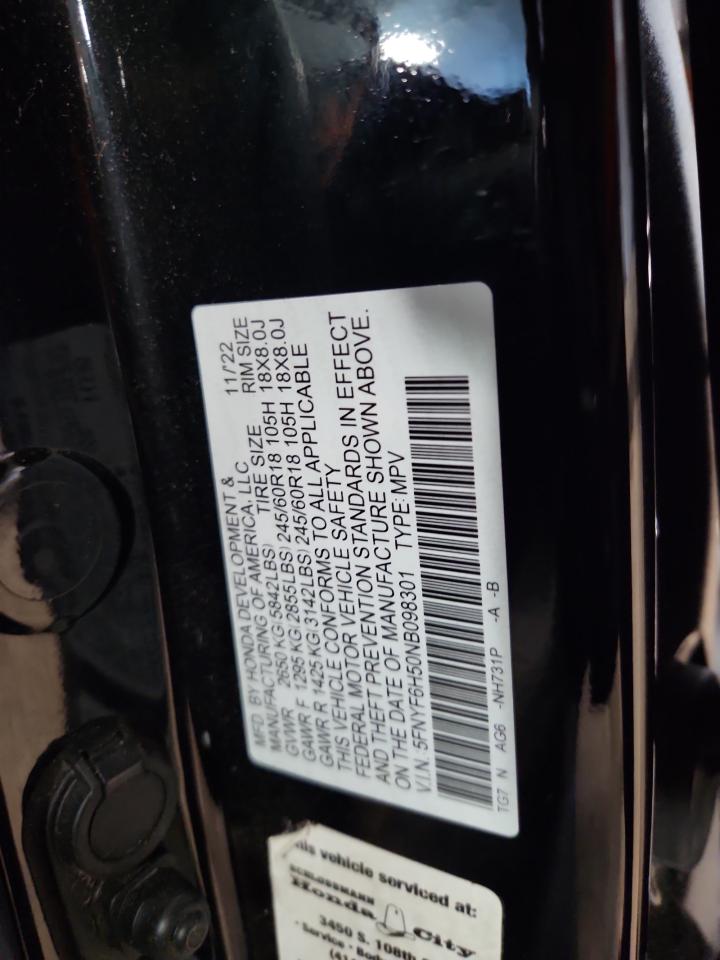 MFD. BY HONDA DEVELOPMENT & 11/'22
MANUFACTURING OF AMERICA, LLC
TIRE SIZE RIM SIZE
GVWR 2650 KG(5842LBS)
GAWR F 1295 KG(2855LBS) 245/60R18 105H 18X8.0J
GAWR R 1425 KG(3142LBS) 245/60R18 105H 18X8.0J
THIS VEHICLE CONFORMS TO ALL APPLICABLE
FEDERAL MOTOR VEHICLE SAFETY
AND THEFT PREVENTION STANDARDS IN EFFECT
ON THE DATE OF MANUFACTURE SHOWN ABOVE.
V.I.N. 5FNYF6H50NB098301 TYPE: MPV
TG7 N AG6 -NH731P -A -B
This vehicle serviced at:
SCHLOSSMANN
Honda City
3450 S. 108th
Service